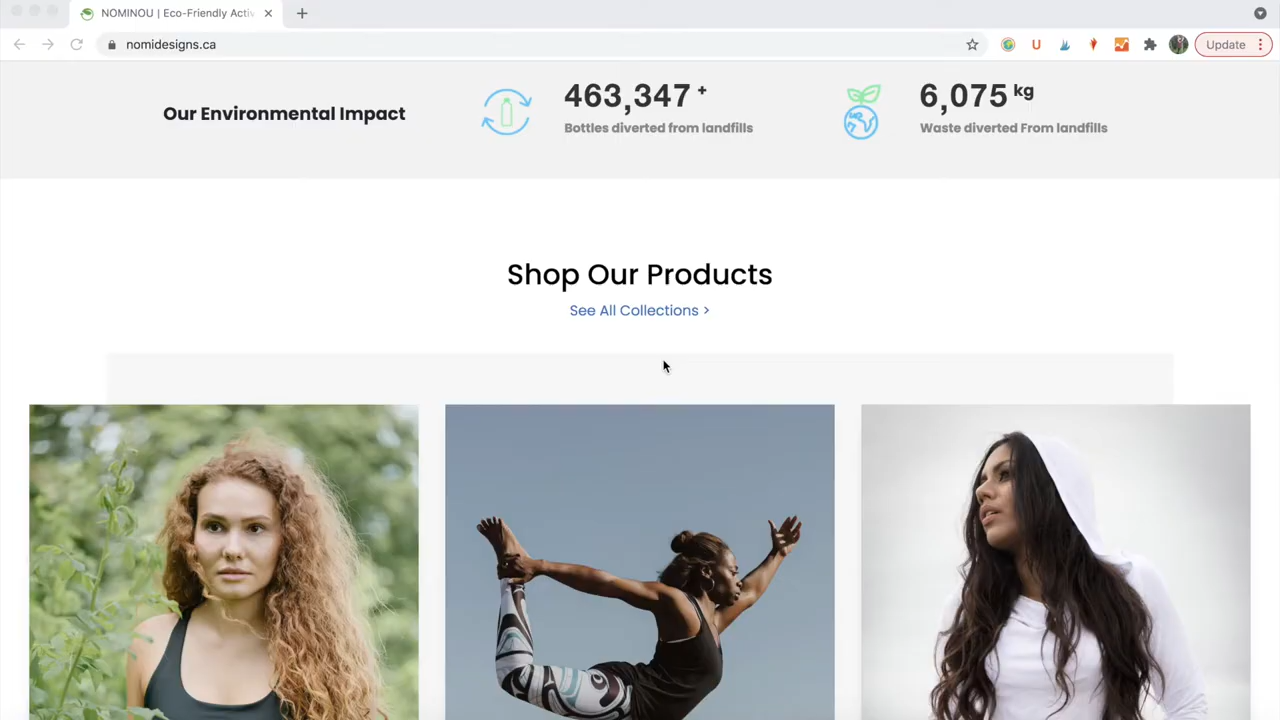 NOMINOU | Eco-Friendly Activ
nomidesigns.ca
U
Update
Our Environmental Impact
463,347 +
Bottles diverted from landfills
6,075 kg
Waste diverted From landfills
Shop Our Products
See All Collections >